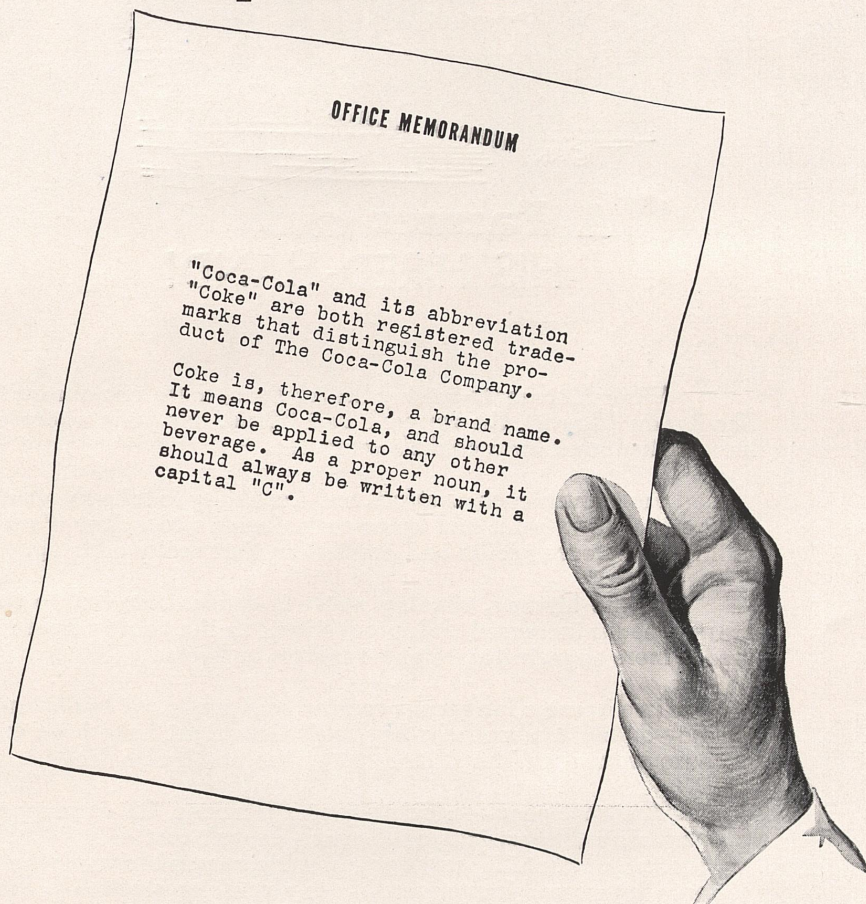 OFFICE MEMORANDUM
"Coca-Cola" and its abbreviation
"Coke" are both registered trade-
marks that distinguish the pro-
duct of The Coca-Cola Company.
Coke is, therefore, a brand name.
It means Coca-Cola, and should
never be applied to any other
beverage. As a proper noun, it
should always be written with a
capital "C".